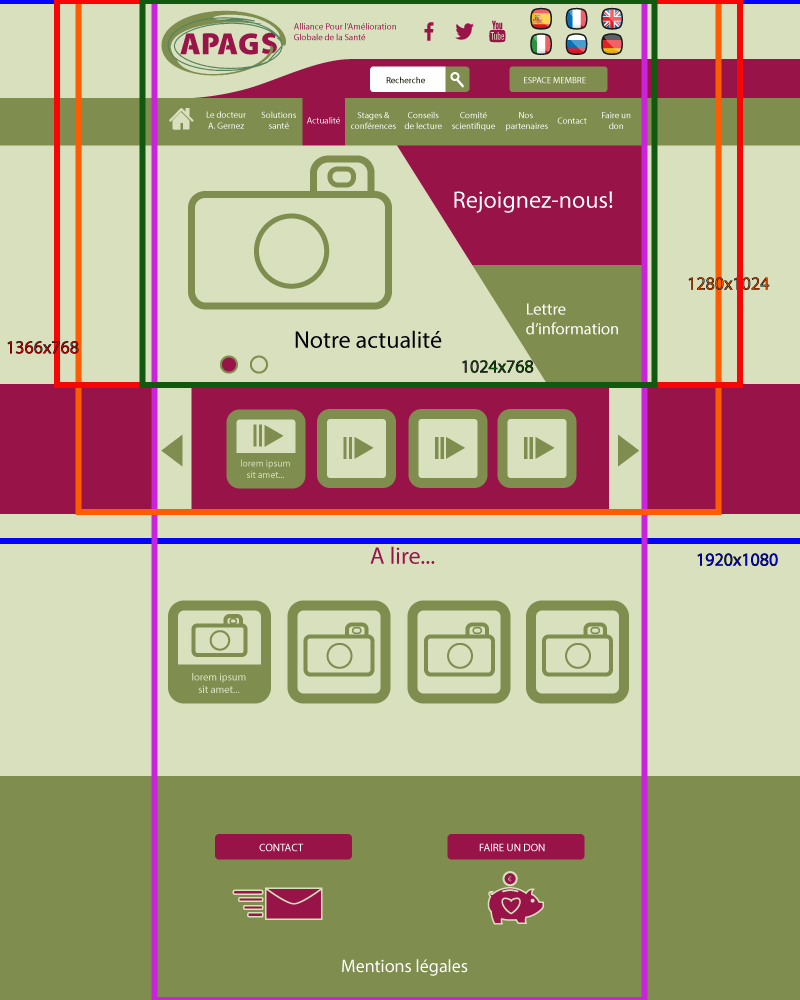 APAGS
Alliance Pour l'Amélioration
Globale de la Santé
f
You
Tube
Recherche
ESPACE MEMBRE
Le docteur
A. Gernez
Solutions
santé
Actualité
Stages &
conférences
Conseils
de lecture
Comité
scientifique
Nos
partenaires
Contact
Faire un
don
Rejoignez-nous!
1280x1024
Lettre
d'information
Notre actualité
1366x768
1024x768
lorem ipsum
sit amet...
1920x1080
A lire...
lorem ipsum
sit amet...
CONTACT
FAIRE UN DON
€
Mentions légales